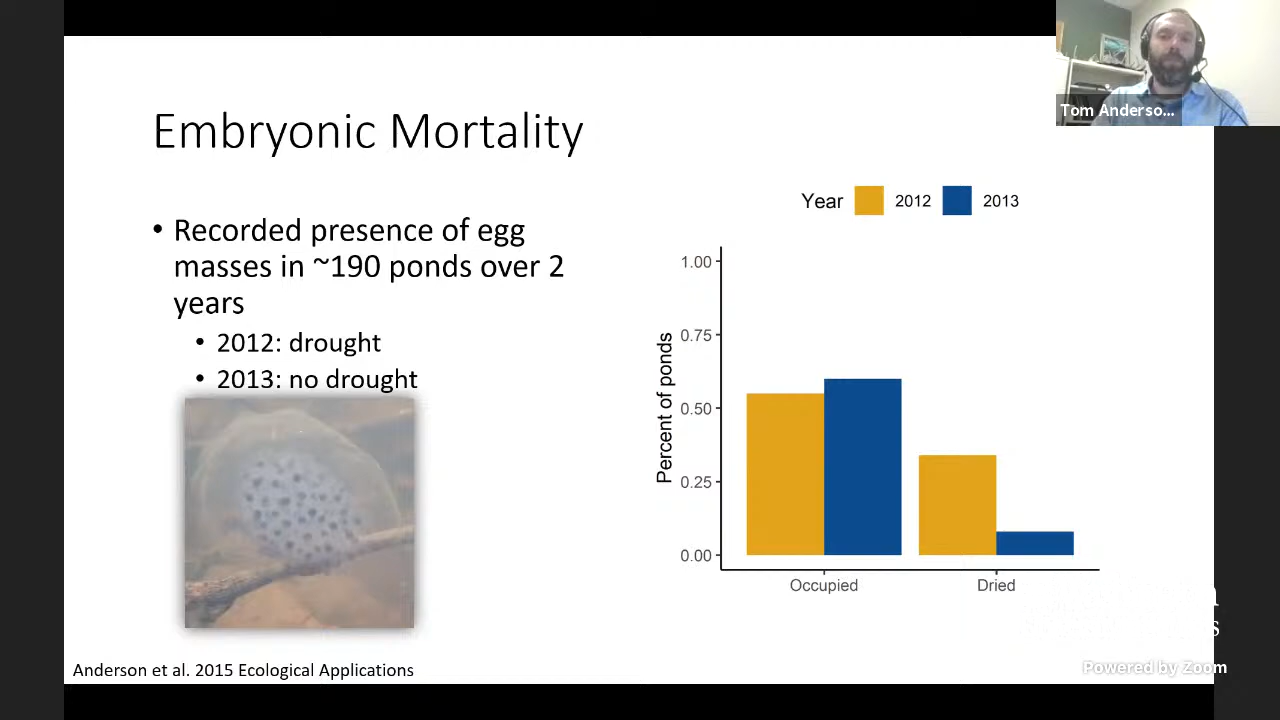 Embryonic Mortality
Tom Anderso...
• Recorded presence of egg
masses in ~190 ponds over 2
years
• 2012: drought
• 2013: no drought
Year 2012 2013
Percent of ponds
1.00
0.75
0.50
0.25
0.00
Occupied Dried
Anderson et al. 2015 Ecological Applications
Powered by Zoom